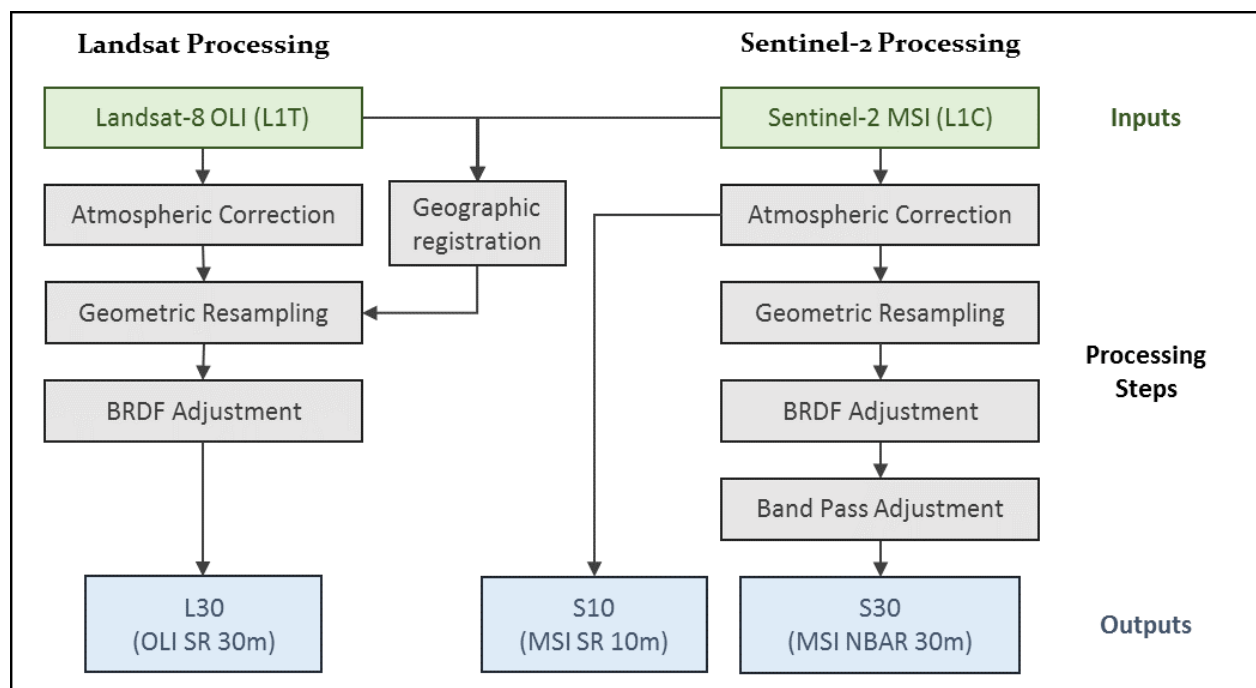 Landsat Processing
Sentinel-2 Processing
Landsat-8 OLI (L1T)
Sentinel-2 MSI (L1C)
Inputs
Atmospheric Correction
Geographic
registration
Atmospheric Correction
Geometric Resampling
Geometric Resampling
Processing
Steps
BRDF Adjustment
BRDF Adjustment
Band Pass Adjustment
L30
(OLI SR 30m)
S10
(MSI SR 10m)
S30
(MSI NBAR 30m)
Outputs